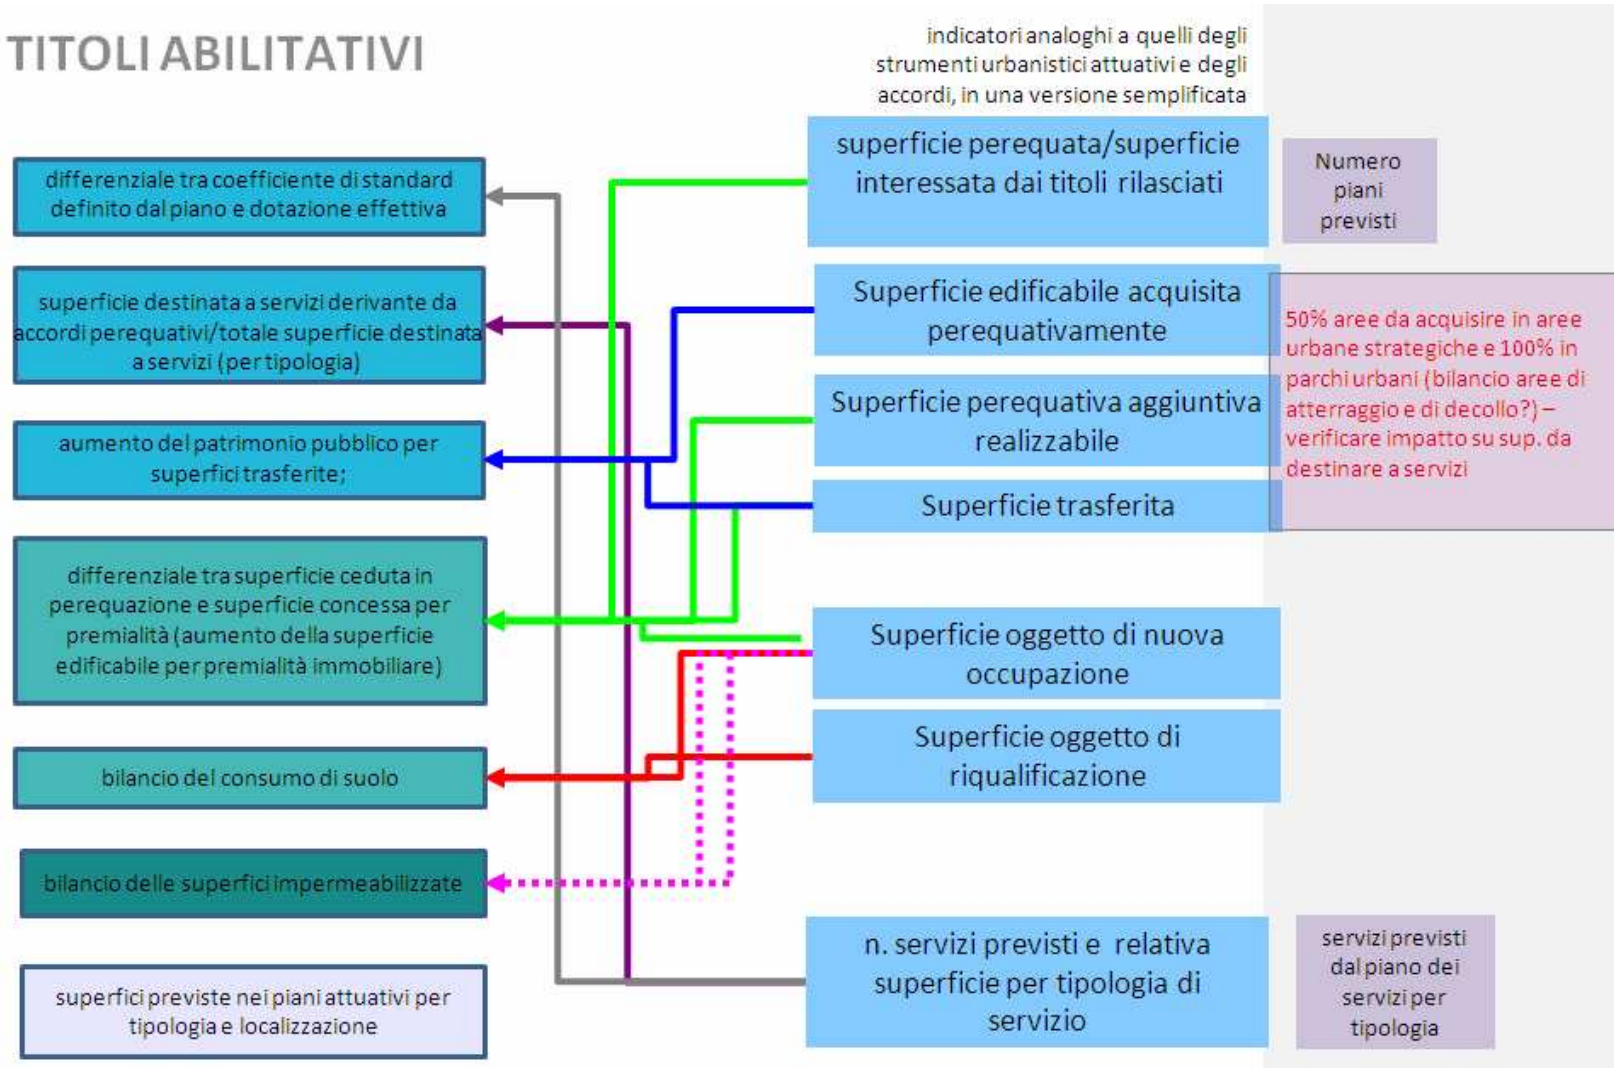 TITOLI ABILITATIVI
indicatori analoghi a quelli degli
strumenti urbanistici attuativi e degli
accordi, in una versione semplificata
differenziale tra coefficiente di standard
definito dal piano e dotazione effettiva
superficie destinata a servizi derivante da
accordi perequativi/totale superficie destinata
a servizi (per tipologia)
aumento del patrimonio pubblico per
superfici trasferite;
differenziale tra superficie ceduta in
perequazione e superficie concessa per
premialità (aumento della superficie
edificabile per premialità immobiliare)
bilancio del consumo di suolo
bilancio delle superfici impermeabilizzate
superfici previste nei piani attuativi per
tipologia e localizzazione
superficie perequata/superficie
interessata dai titoli rilasciati
Superficie edificabile acquisita
perequativamente
Superficie perequativa aggiuntiva
realizzabile
Superficie trasferita
Superficie oggetto di nuova
occupazione
Superficie oggetto di
riqualificazione
n. servizi previsti e relativa
superficie per tipologia di
servizio
Numero
piani
previsti
50% aree da acquisire in aree
urbane strategiche e 100% in
parchi urbani (bilancio aree di
atterraggio e di decollo?) –
verificare impatto su sup. da
destinare a servizi
servizi previsti
dal piano dei
servizi per
tipologia